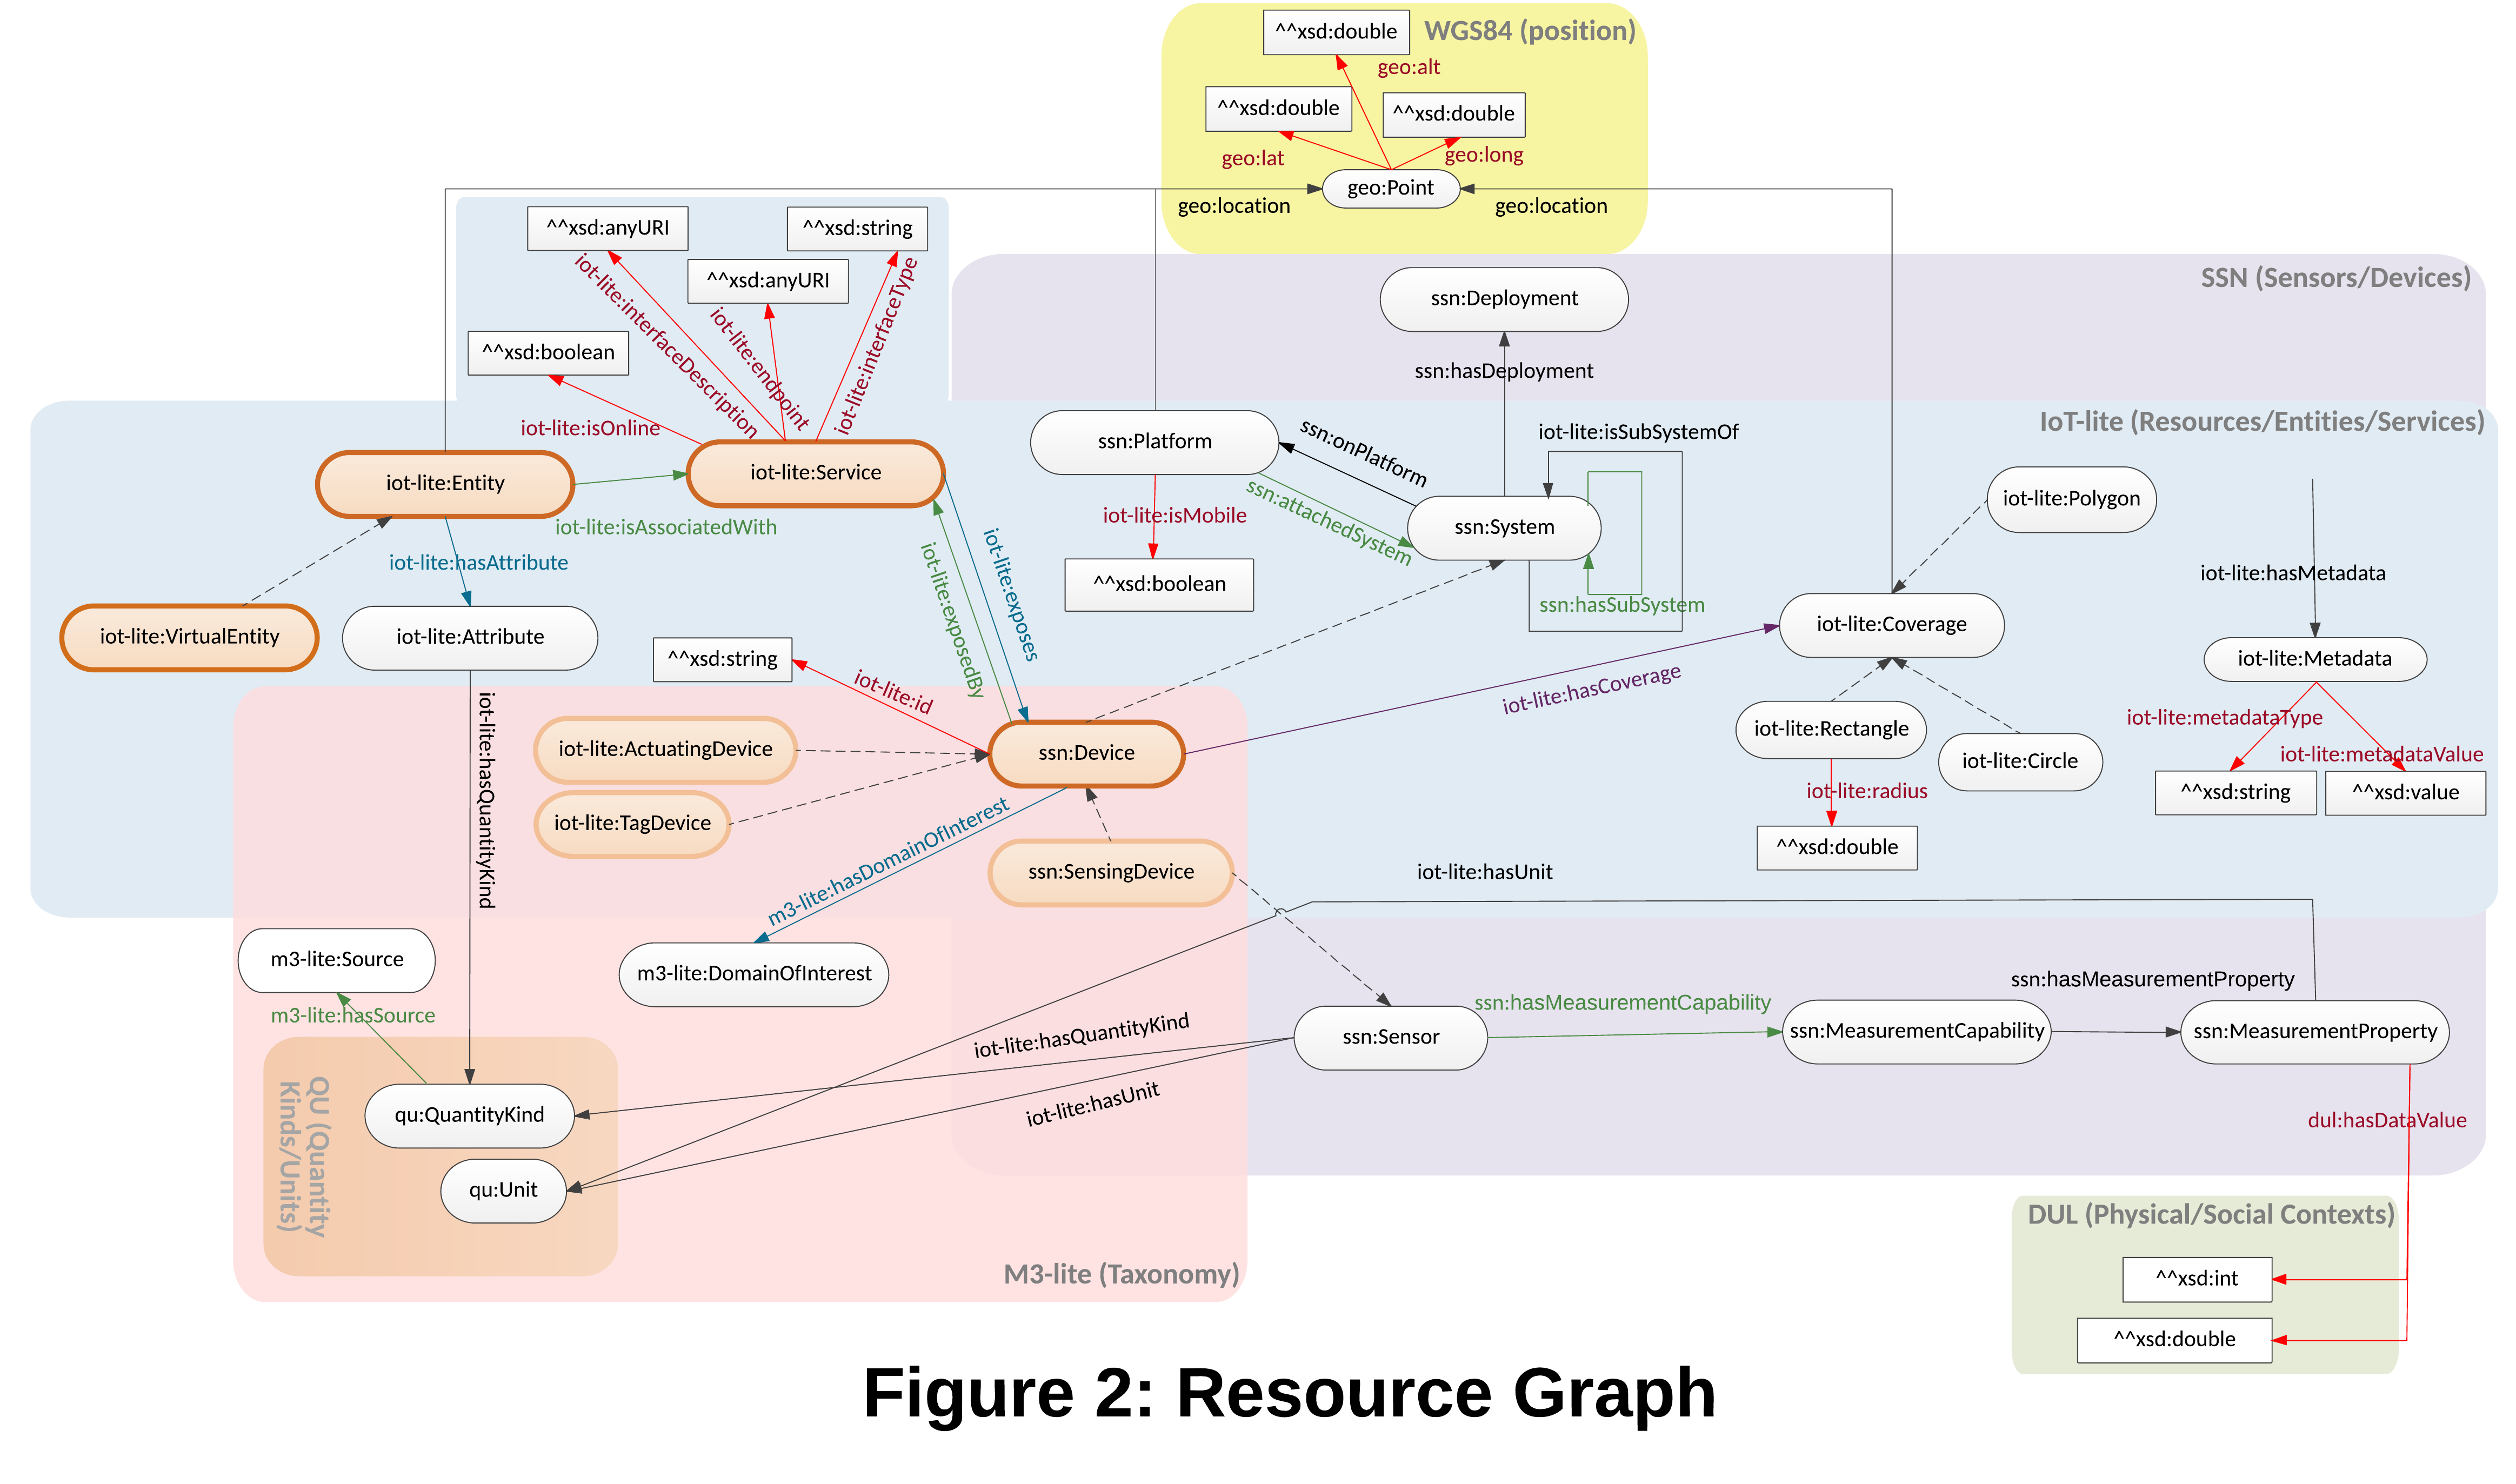 ^^xsd:double
WGS84 (position)
geo:alt
^^xsd:double
^^xsd:double
geo:lat
geo:long
geo:Point
geo:location
geo:location
^^xsd:anyURI
^^xsd:string
^^xsd:anyURI
iot-lite:interfaceDescription
iot-lite:endpoint
iot-lite:interfaceType
^^xsd:boolean
iot-lite:isOnline
SSN (Sensors/Devices)
ssn:Deployment
ssn:hasDeployment
IoT-lite (Resources/Entities/Services)
iot-lite:Entity
iot-lite:Service
iot-lite:isAssociatedWith
iot-lite:hasAttribute
iot-lite:VirtualEntity
iot-lite:Attribute
iot-lite:exposedBy
iot-lite:exposes
ssn:Platform
ssn:onPlatform
iot-lite:isSubSystemOf
ssn:attachedSystem
iot-lite:isMobile
^^xsd:boolean
ssn:System
ssn:hasSubSystem
iot-lite:Polygon
iot-lite:hasMetadata
iot-lite:Coverage
iot-lite:Metadata
^^xsd:string
iot-lite:id
iot-lite:hasCoverage
iot-lite:hasQuantityKind
iot-lite:ActuatingDevice
ssn:Device
iot-lite:TagDevice
iot-lite:Rectangle
iot-lite:Circle
iot-lite:metadataType
iot-lite:metadataValue
iot-lite:radius
^^xsd:string
^^xsd:value
^^xsd:double
m3-lite:hasDomainOfInterest
ssn:SensingDevice
iot-lite:hasUnit
m3-lite:Source
m3-lite:DomainOfInterest
m3-lite:hasSource
iot-lite:hasQuantityKind
ssn:Sensor
ssn:hasMeasurementCapability
ssn:MeasurementCapability
ssn:hasMeasurementProperty
ssn:MeasurementProperty
QU (Quantity
Kinds/Units)
qu:QuantityKind
iot-lite:hasUnit
qu:Unit
dul:hasDataValue
M3-lite (Taxonomy)
DUL (Physical/Social Contexts)
^^xsd:int
^^xsd:double
Figure 2: Resource Graph